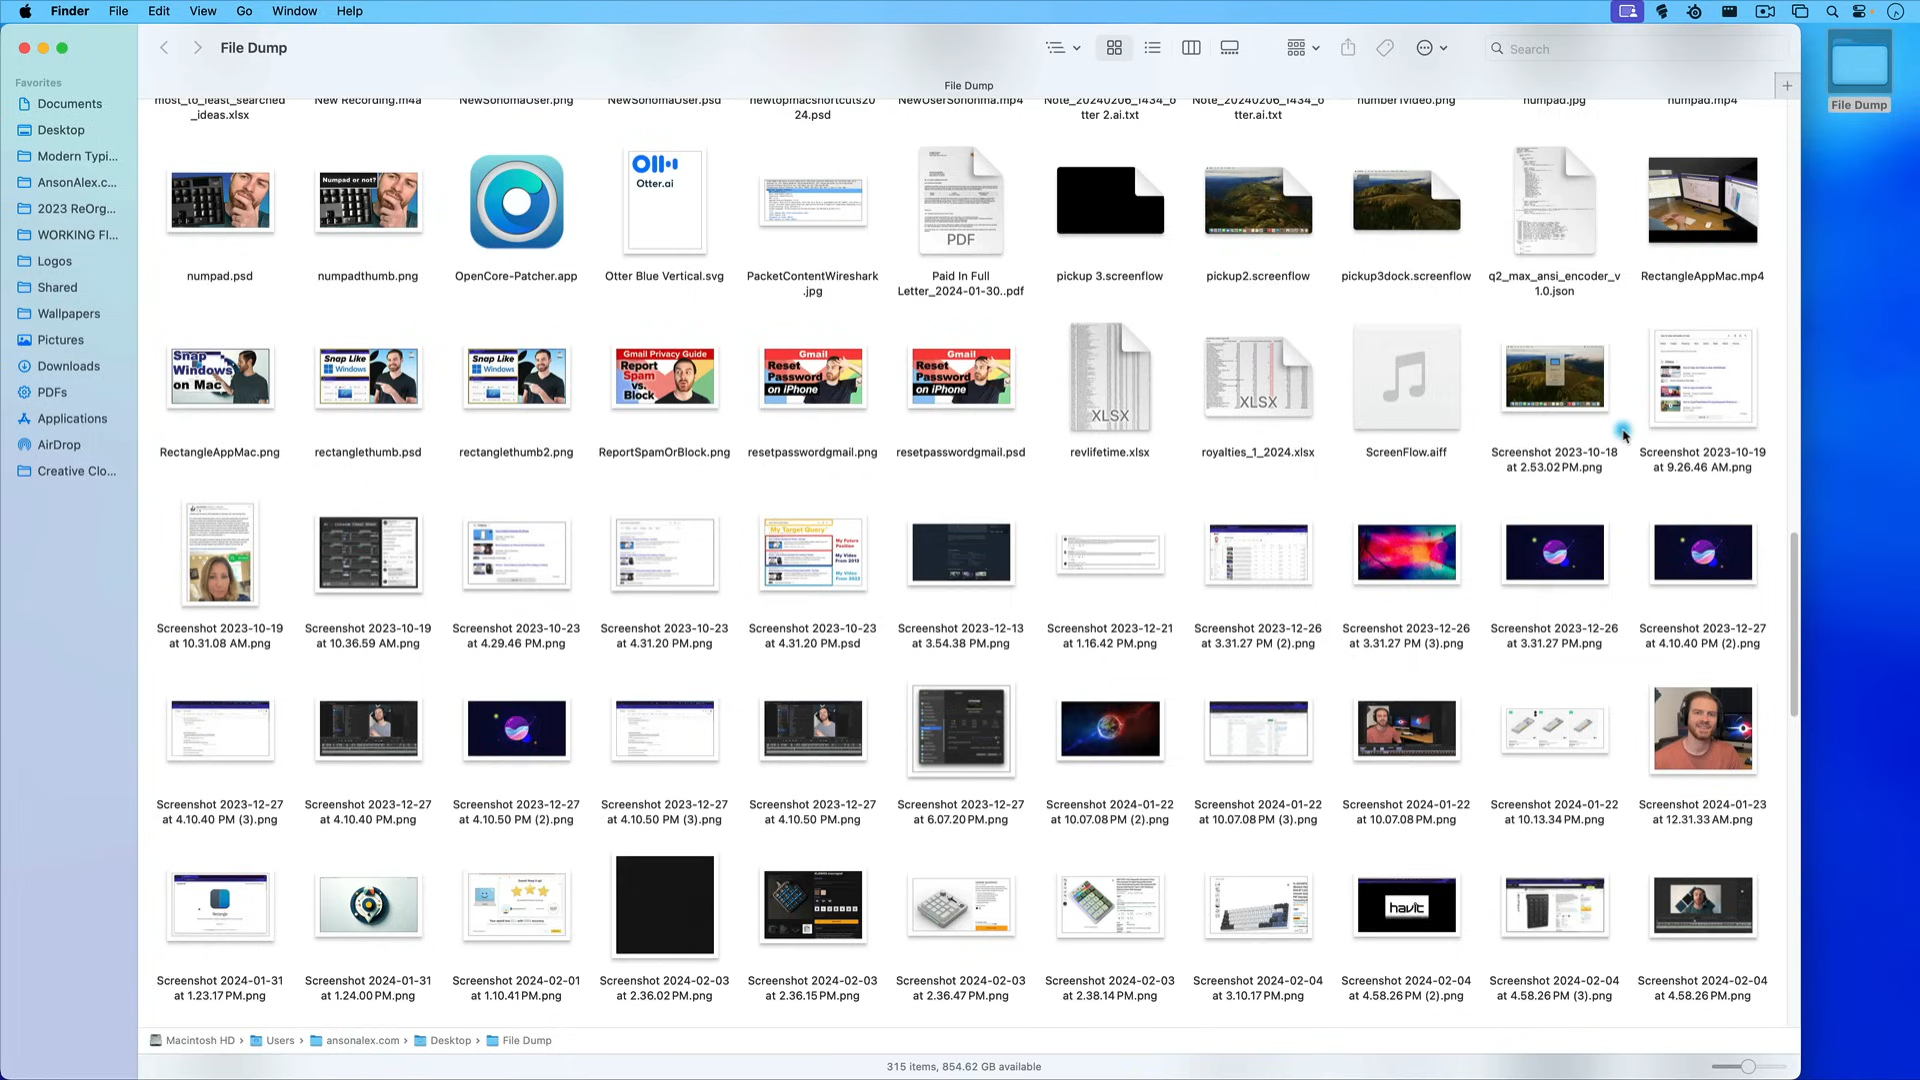 Finder File Edit View Go Window Help
File Dump
Search
File Dump
Favorites
Documents
Desktop
Modern Typi...
AnsonAlex.c...
2023 ReOrg...
WORKING FI...
Logos
Shared
Wallpapers
Pictures
Downloads
PDFs
Applications
AirDrop
Creative Clo...
File Dump
most_to_least_searched New Recording.m4a NewSonomaUser.png NewSonomaUser.psd newtopmacshortcuts20 NewUserSonohma.mp4 Note_20240206_1434_o Note_20240206_1434_o number1video.png numpad.jpg numpad.mp4
_ideas.xlsx 24.psd tter 2.ai.txt tter.ai.txt
Numpad or not?
Otter.ai
PDF
numpad.psd numpadthumb.png OpenCore-Patcher.app Otter Blue Vertical.svg PacketContentWireshark Paid In Full pickup 3.screenflow pickup2.screenflow pickup3dock.screenflow q2_max_ansi_encoder_v RectangleAppMac.mp4
.jpg Letter_2024-01-30..pdf 1.0.json
Snap Windows on Mac
Snap Like Windows
Snap Like Windows
Gmail Privacy Guide
Report Spam vs. Block
Gmail Reset Password on iPhone
Gmail Reset Password on iPhone
XLSX
XLSX
RectangleAppMac.png rectanglethumb.psd rectanglethumb2.png ReportSpamOrBlock.png resetpasswordgmail.png resetpasswordgmail.psd revlifetime.xlsx royalties_1_2024.xlsx ScreenFlow.aiff Screenshot 2023-10-18 Screenshot 2023-10-19
at 2.53.02 PM.png at 9.26.46 AM.png
My Target Query
My Future Position
My Video From 2013
My Video From 2023
Screenshot 2023-10-19 Screenshot 2023-10-19 Screenshot 2023-10-23 Screenshot 2023-10-23 Screenshot 2023-10-23 Screenshot 2023-12-13 Screenshot 2023-12-21 Screenshot 2023-12-26 Screenshot 2023-12-26 Screenshot 2023-12-26 Screenshot 2023-12-27
at 10.31.08 AM.png at 10.36.59 AM.png at 4.29.46 PM.png at 4.31.20 PM.png at 4.31.20 PM.psd at 3.54.38 PM.png at 1.16.42 PM.png at 3.31.27 PM (2).png at 3.31.27 PM (3).png at 3.31.27 PM.png at 4.10.40 PM (2).png
Screenshot 2023-12-27 Screenshot 2023-12-27 Screenshot 2023-12-27 Screenshot 2023-12-27 Screenshot 2023-12-27 Screenshot 2023-12-27 Screenshot 2024-01-22 Screenshot 2024-01-22 Screenshot 2024-01-22 Screenshot 2024-01-22 Screenshot 2024-01-23
at 4.10.40 PM (3).png at 4.10.40 PM.png at 4.10.50 PM (2).png at 4.10.50 PM (3).png at 4.10.50 PM.png at 6.07.20 PM.png at 10.07.08 PM (2).png at 10.07.08 PM (3).png at 10.07.08 PM.png at 10.13.34 PM.png at 12.31.33 AM.png
Rectangle
havit
Screenshot 2024-01-31 Screenshot 2024-01-31 Screenshot 2024-02-01 Screenshot 2024-02-03 Screenshot 2024-02-03 Screenshot 2024-02-03 Screenshot 2024-02-03 Screenshot 2024-02-04 Screenshot 2024-02-04 Screenshot 2024-02-04 Screenshot 2024-02-04
at 1.23.17 PM.png at 1.24.00 PM.png at 1.10.41 PM.png at 2.36.02 PM.png at 2.36.15 PM.png at 2.36.47 PM.png at 2.38.14 PM.png at 3.10.17 PM.png at 4.58.26 PM (2).png at 4.58.26 PM (3).png at 4.58.26 PM.png
Macintosh HD › Users › ansonalex.com › Desktop › File Dump
315 items, 854.62 GB available